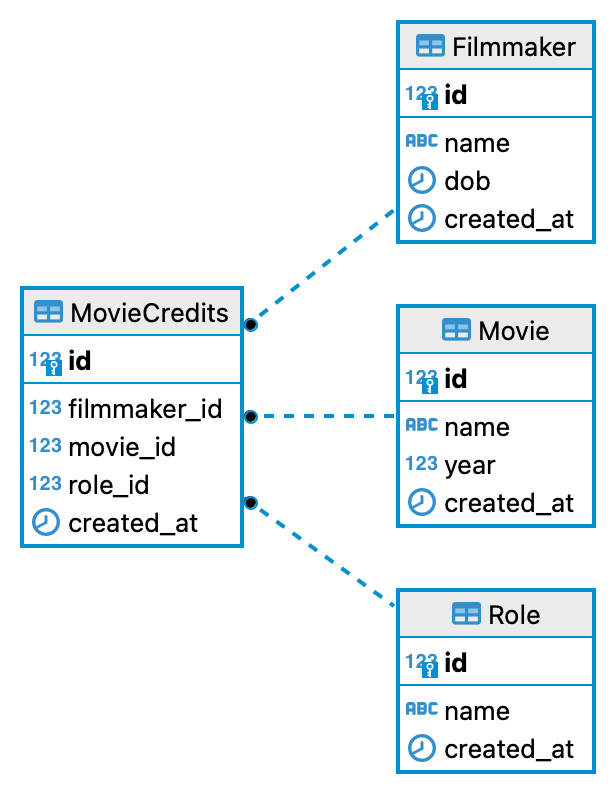 Filmmaker
123 id
ABC name
dob
created_at
MovieCredits
123 id
123 filmmaker_id
123 movie_id
123 role_id
created_at
Movie
123 id
ABC name
123 year
created_at
Role
123 id
ABC name
created_at